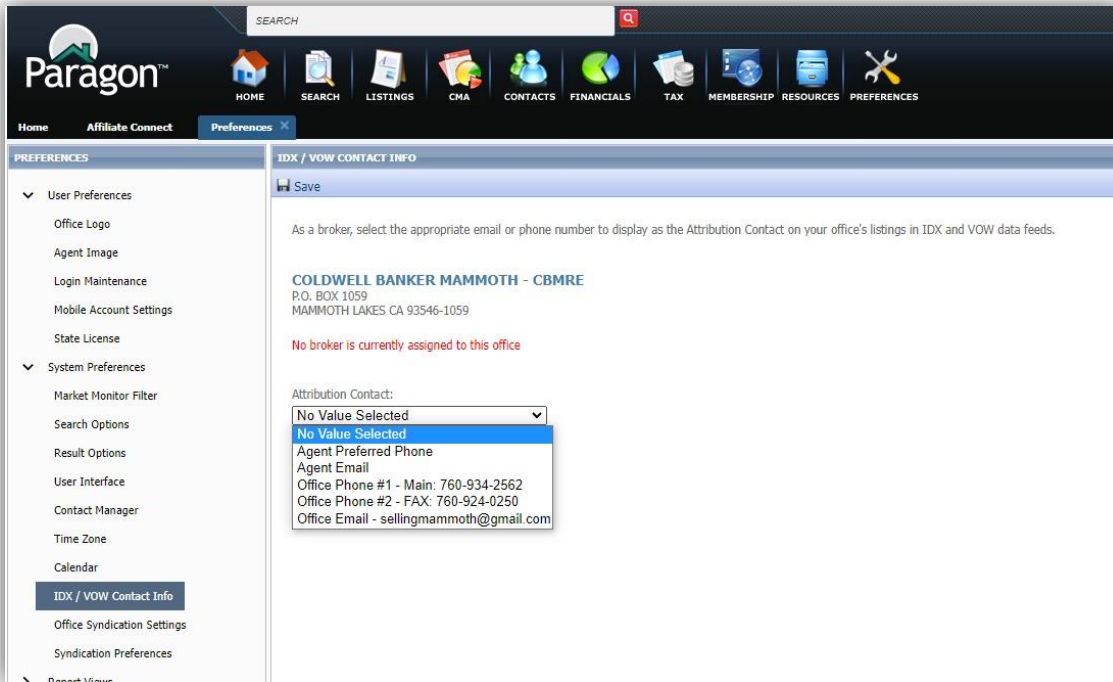 SEARCH
Paragon™
HOME
SEARCH
LISTINGS
CMA
CONTACTS
FINANCIALS
TAX
MEMBERSHIP
RESOURCES
PREFERENCES
Home
Affiliate Connect
Preferences
PREFERENCES
User Preferences
Office Logo
Agent Image
Login Maintenance
Mobile Account Settings
State License
System Preferences
Market Monitor Filter
Search Options
Result Options
User Interface
Contact Manager
Time Zone
Calendar
IDX / VOW Contact Info
Office Syndication Settings
Syndication Preferences
Report Views
IDX / VOW CONTACT INFO
Save
As a broker, select the appropriate email or phone number to display as the Attribution Contact on your office's listings in IDX and VOW data feeds.
COLDWELL BANKER MAMMOTH - CBMRE
P.O. BOX 1059
MAMMOTH LAKES CA 93546-1059
No broker is currently assigned to this office
Attribution Contact:
No Value Selected
No Value Selected
Agent Preferred Phone
Agent Email
Office Phone #1 - Main: 760-934-2562
Office Phone #2 - FAX: 760-924-0250
Office Email - sellingmammoth@gmail.com